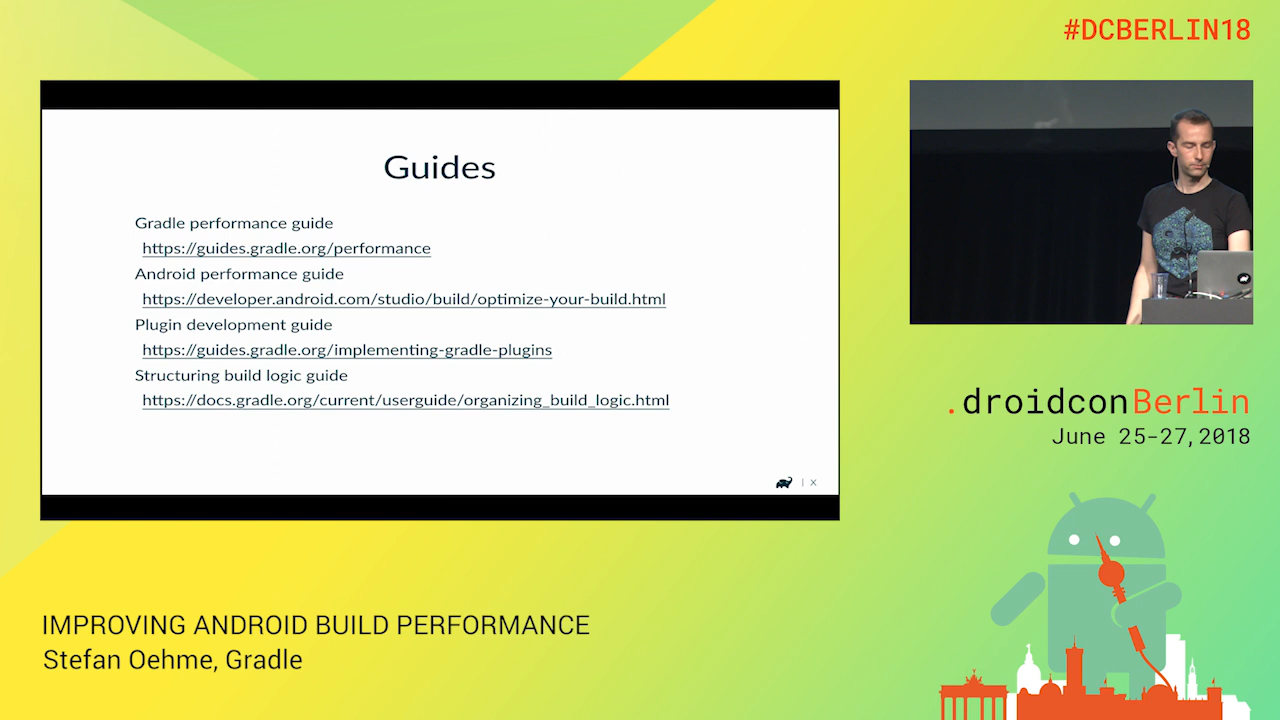 #DCBERLIN18
Guides
Gradle performance guide
https://guides.gradle.org/performance
Android performance guide
https://developer.android.com/studio/build/optimize-your-build.html
Plugin development guide
https://guides.gradle.org/implementing-gradle-plugins
Structuring build logic guide
https://docs.gradle.org/current/userguide/organizing_build_logic.html
| X
.droidconBerlin
June 25-27, 2018
IMPROVING ANDROID BUILD PERFORMANCE
Stefan Oehme, Gradle